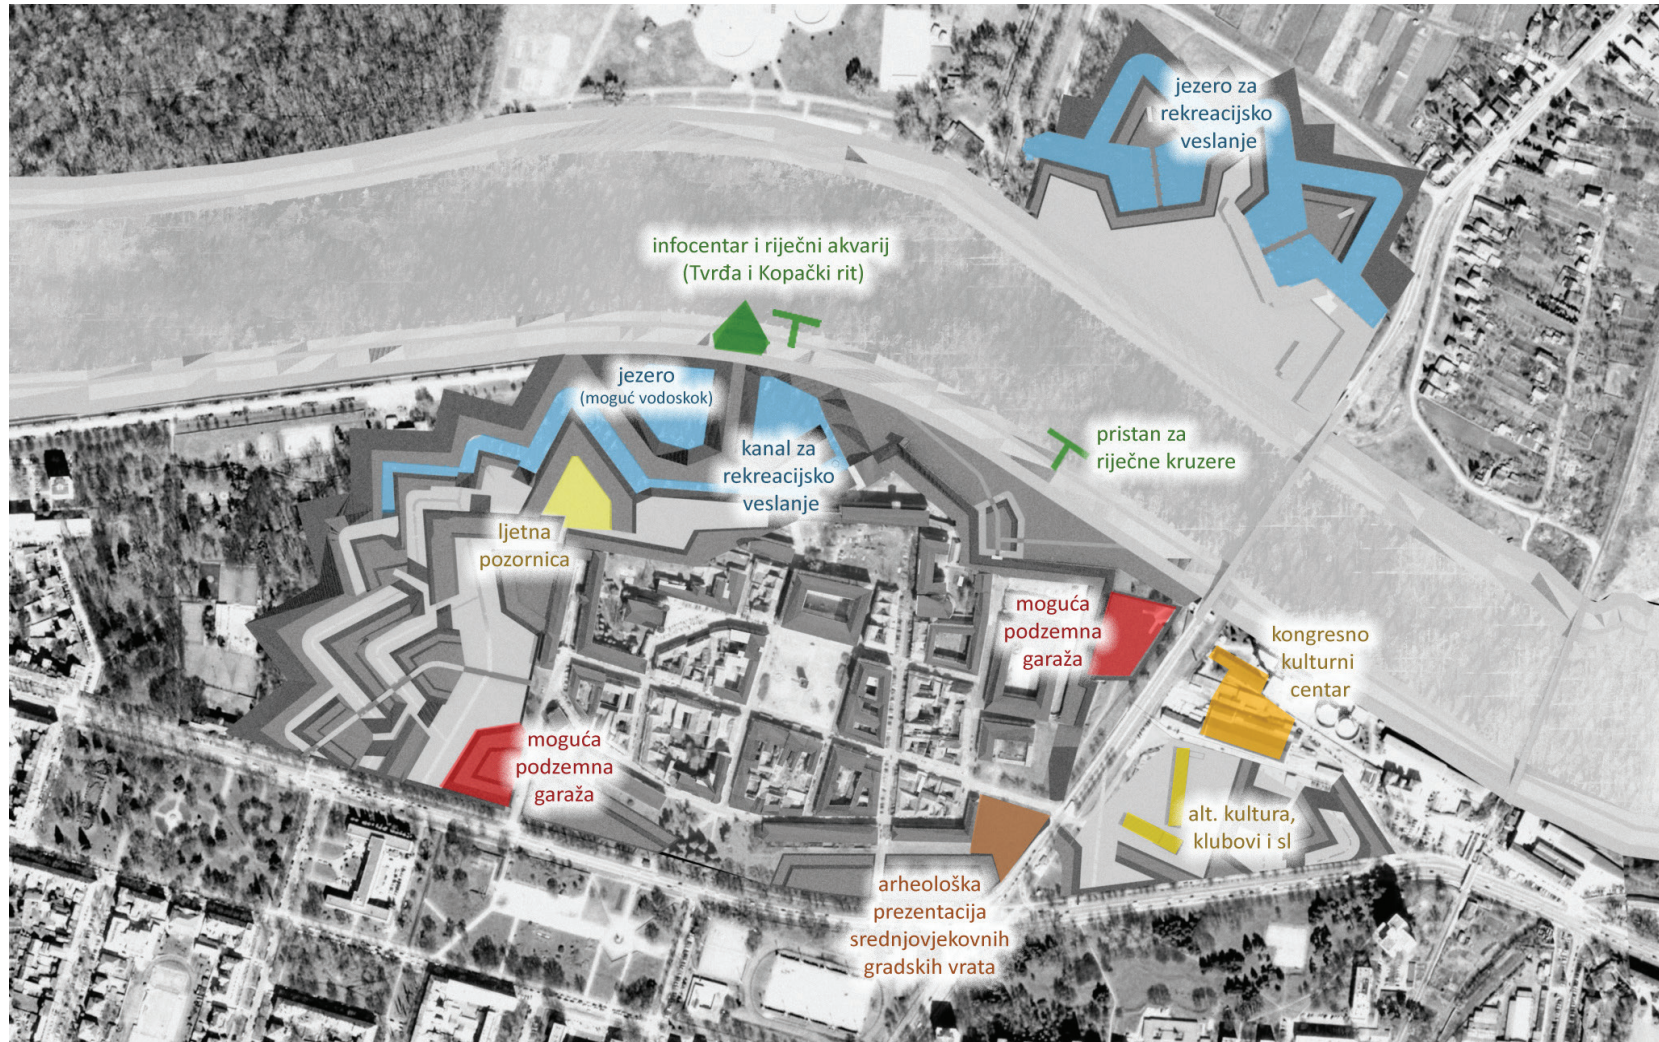 jezero za
rekreacijsko
veslanje
infocentar i riječni akvarij
(Tvrđa i Kopački rit)
jezero
(moguć vodoskok)
kanal za
rekreacijsko
veslanje
pristan za
riječne kruzere
ljetna
pozornica
moguća
podzemna
garaža
kongresno
kulturni
centar
moguća
podzemna
garaža
alt. kultura,
klubovi i sl
arheološka
prezentacija
srednjovjekovnih
gradskih vrata